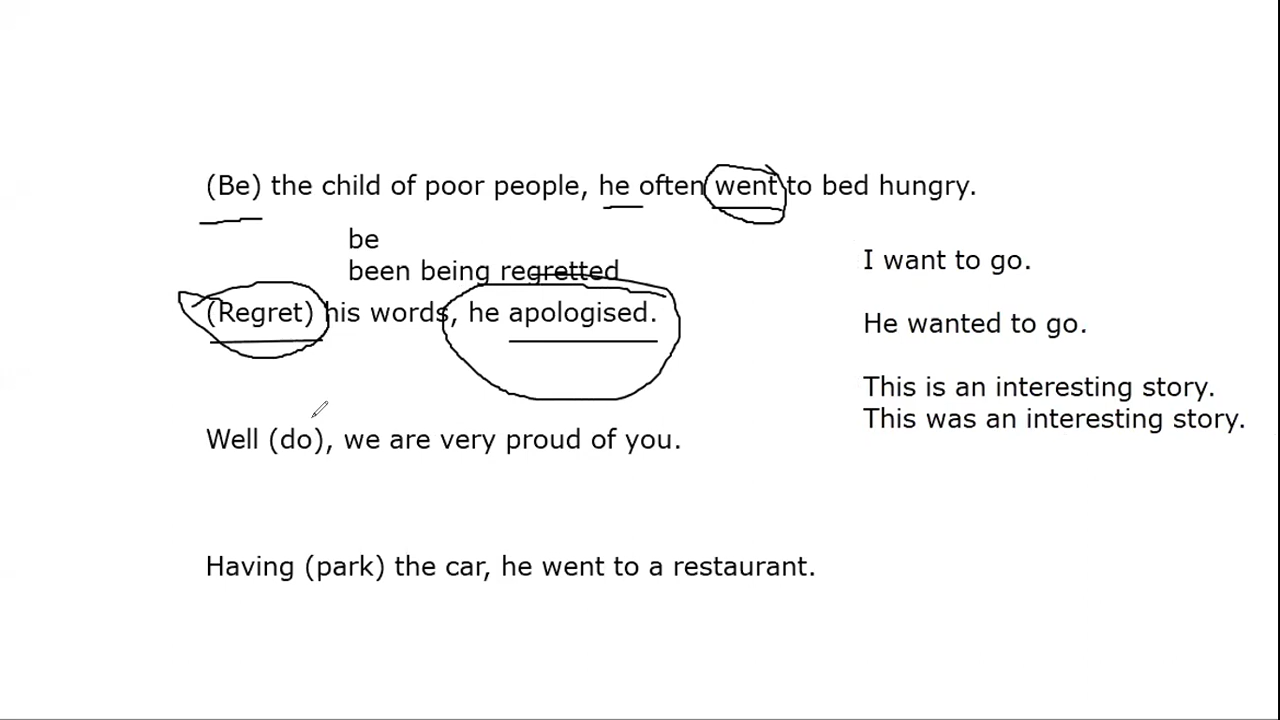 (Be) the child of poor people, he often went to bed hungry.
be
been being regretted
(Regret) his words, he apologised.
Well (do), we are very proud of you.
Having (park) the car, he went to a restaurant.
I want to go.
He wanted to go.
This is an interesting story.
This was an interesting story.